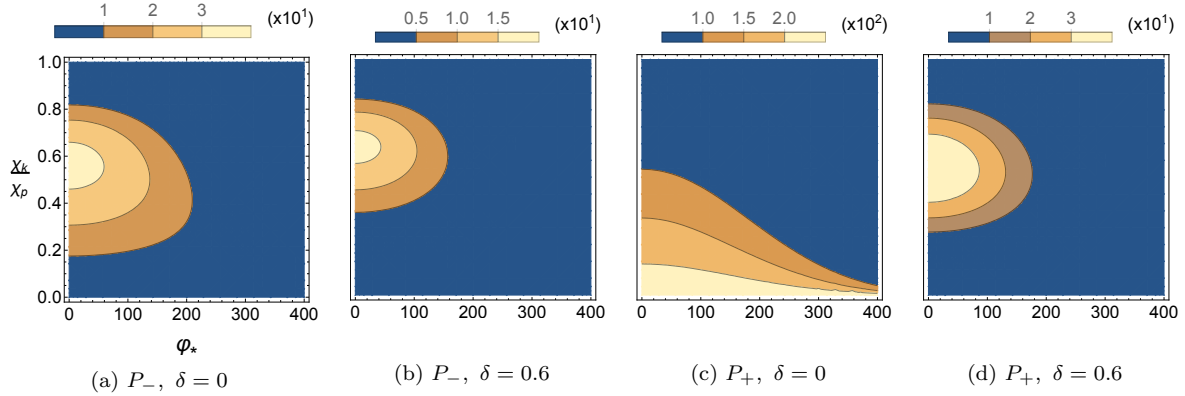 1 2 3 (x10¹)
0.5 1.0 1.5 (x10¹)
1.0 1.5 2.0 (x10²)
1 2 3 (x10¹)
1.0
0.8
0.6
0.4
0.2
0.0
χk
χp
0 100 200 300 400
0 100 200 300 400
0 100 200 300 400
0 100 200 300 400
φ*
(a) P−, δ = 0
(b) P−, δ = 0.6
(c) P+, δ = 0
(d) P+, δ = 0.6